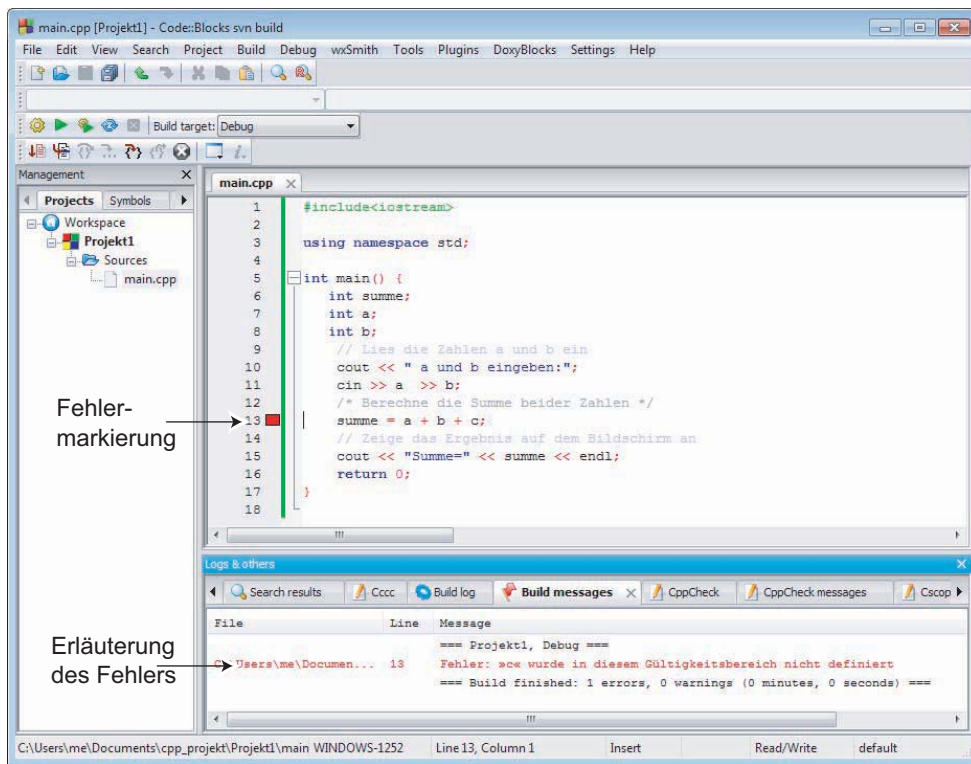 main.cpp [Projekt1] - Code::Blocks svn build
File Edit View Search Project Build Debug wxSmith Tools Plugins DoxyBlocks Settings Help
Build target: Debug
Management
Projects Symbols
Workspace
Projekt1
Sources
main.cpp
main.cpp
1 #include<iostream>
2
3 using namespace std;
4
5 int main() {
6 int summe;
7 int a;
8 int b;
9 // Lies die Zahlen a und b ein
10 cout << " a und b eingeben:";
11 cin >> a >> b;
12 /* Berechne die Summe beider Zahlen */
13 summe = a + b + c;
14 // Zeige das Ergebnis auf dem Bildschirm an
15 cout << "Summe=" << summe << endl;
16 return 0;
17 }
18
Fehler-
markierung
Logs & others
Search results Cccc Build log Build messages CppCheck CppCheck messages Cscop
File Line Message
=== Projekt1, Debug ===
C:\Users\me\Documen... 13 Fehler: »c« wurde in diesem Gültigkeitsbereich nicht definiert
=== Build finished: 1 errors, 0 warnings (0 minutes, 0 seconds) ===
Erläuterung
des Fehlers
C:\Users\me\Documents\cpp_projekt\Projekt1\main WINDOWS-1252 Line 13, Column 1 Insert Read/Write default